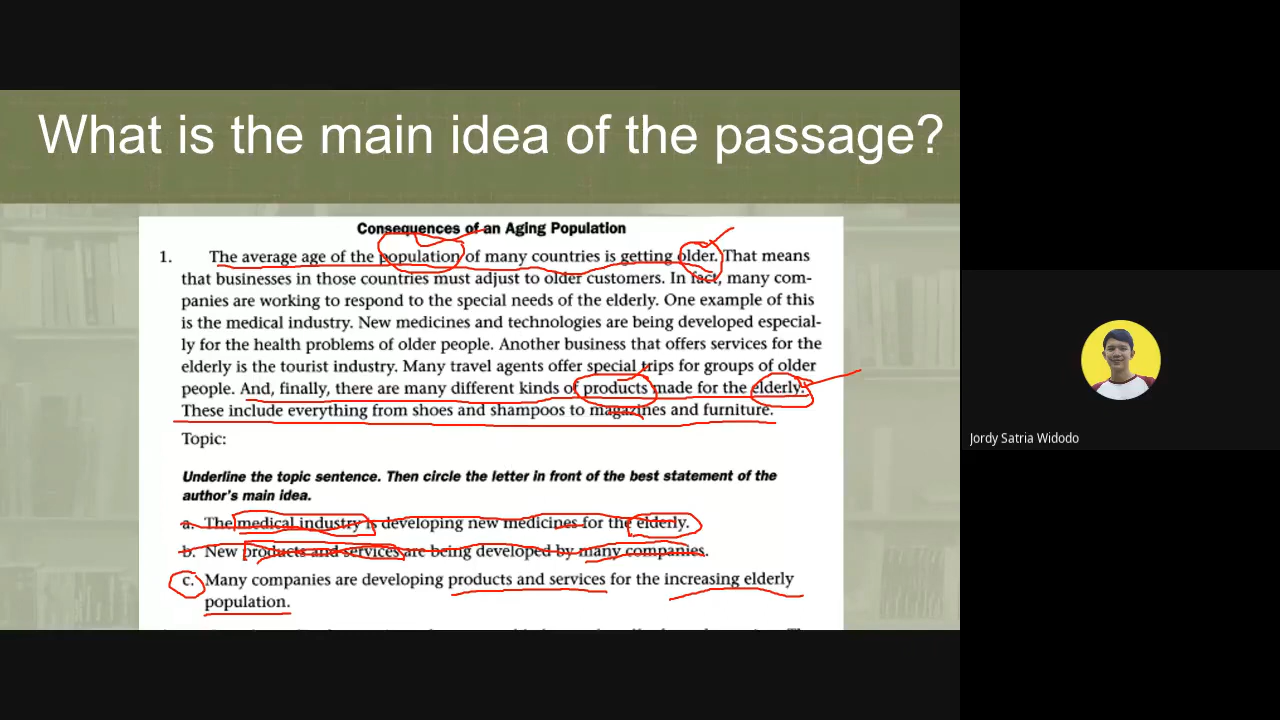 What is the main idea of the passage?
Consequences of an Aging Population
1. The average age of the population of many countries is getting older. That means
that businesses in those countries must adjust to older customers. In fact, many com-
panies are working to respond to the special needs of the elderly. One example of this
is the medical industry. New medicines and technologies are being developed especial-
ly for the health problems of older people. Another business that offers services for the
elderly is the tourist industry. Many travel agents offer special trips for groups of older
people. And, finally, there are many different kinds of products made for the elderly.
These include everything from shoes and shampoos to magazines and furniture.
Topic:
Underline the topic sentence. Then circle the letter in front of the best statement of the
author's main idea.
a. The medical industry is developing new medicines for the elderly.
b. New products and services are being developed by many companies.
c. Many companies are developing products and services for the increasing elderly
population.
Jordy Satria Widodo